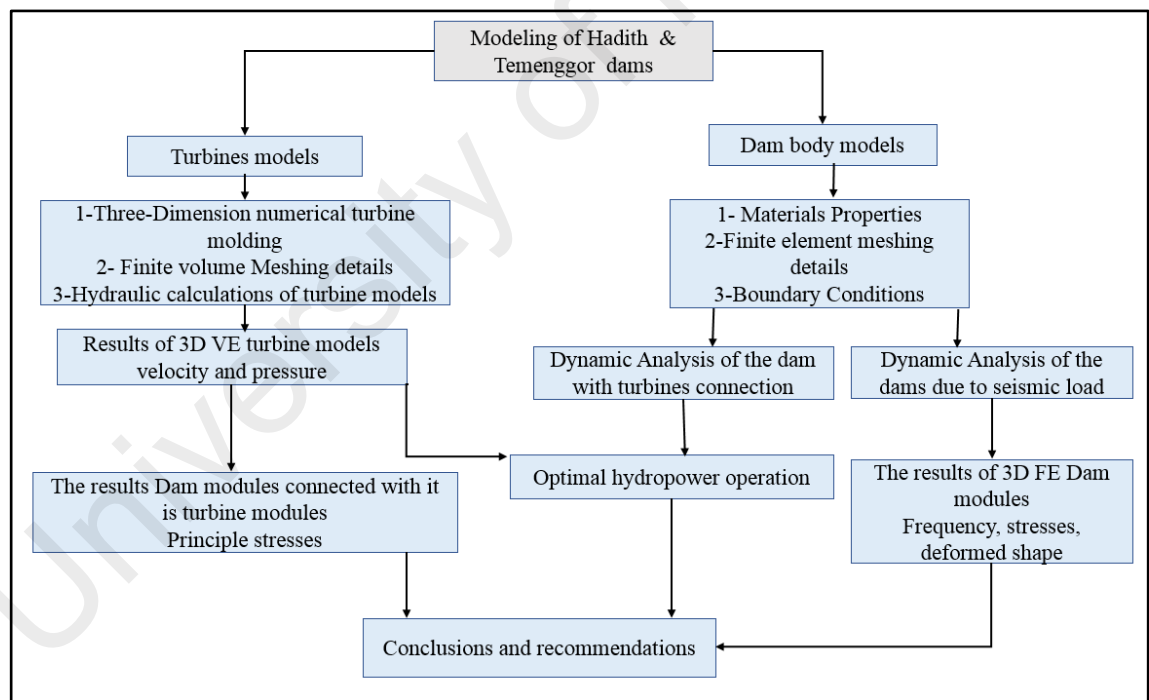 Modeling of Hadith &
Temenggor dams
Turbines models
Dam body models
1-Three-Dimension numerical turbine
molding
2- Finite volume Meshing details
3-Hydraulic calculations of turbine models
1- Materials Properties
2-Finite element meshing
details
3-Boundary Conditions
Results of 3D VE turbine models
velocity and pressure
Dynamic Analysis of the dam
with turbines connection
Dynamic Analysis of the
dams due to seismic load
The results Dam modules connected with it
is turbine modules
Principle stresses
Optimal hydropower operation
The results of 3D FE Dam
modules
Frequency, stresses,
deformed shape
Conclusions and recommendations
University of